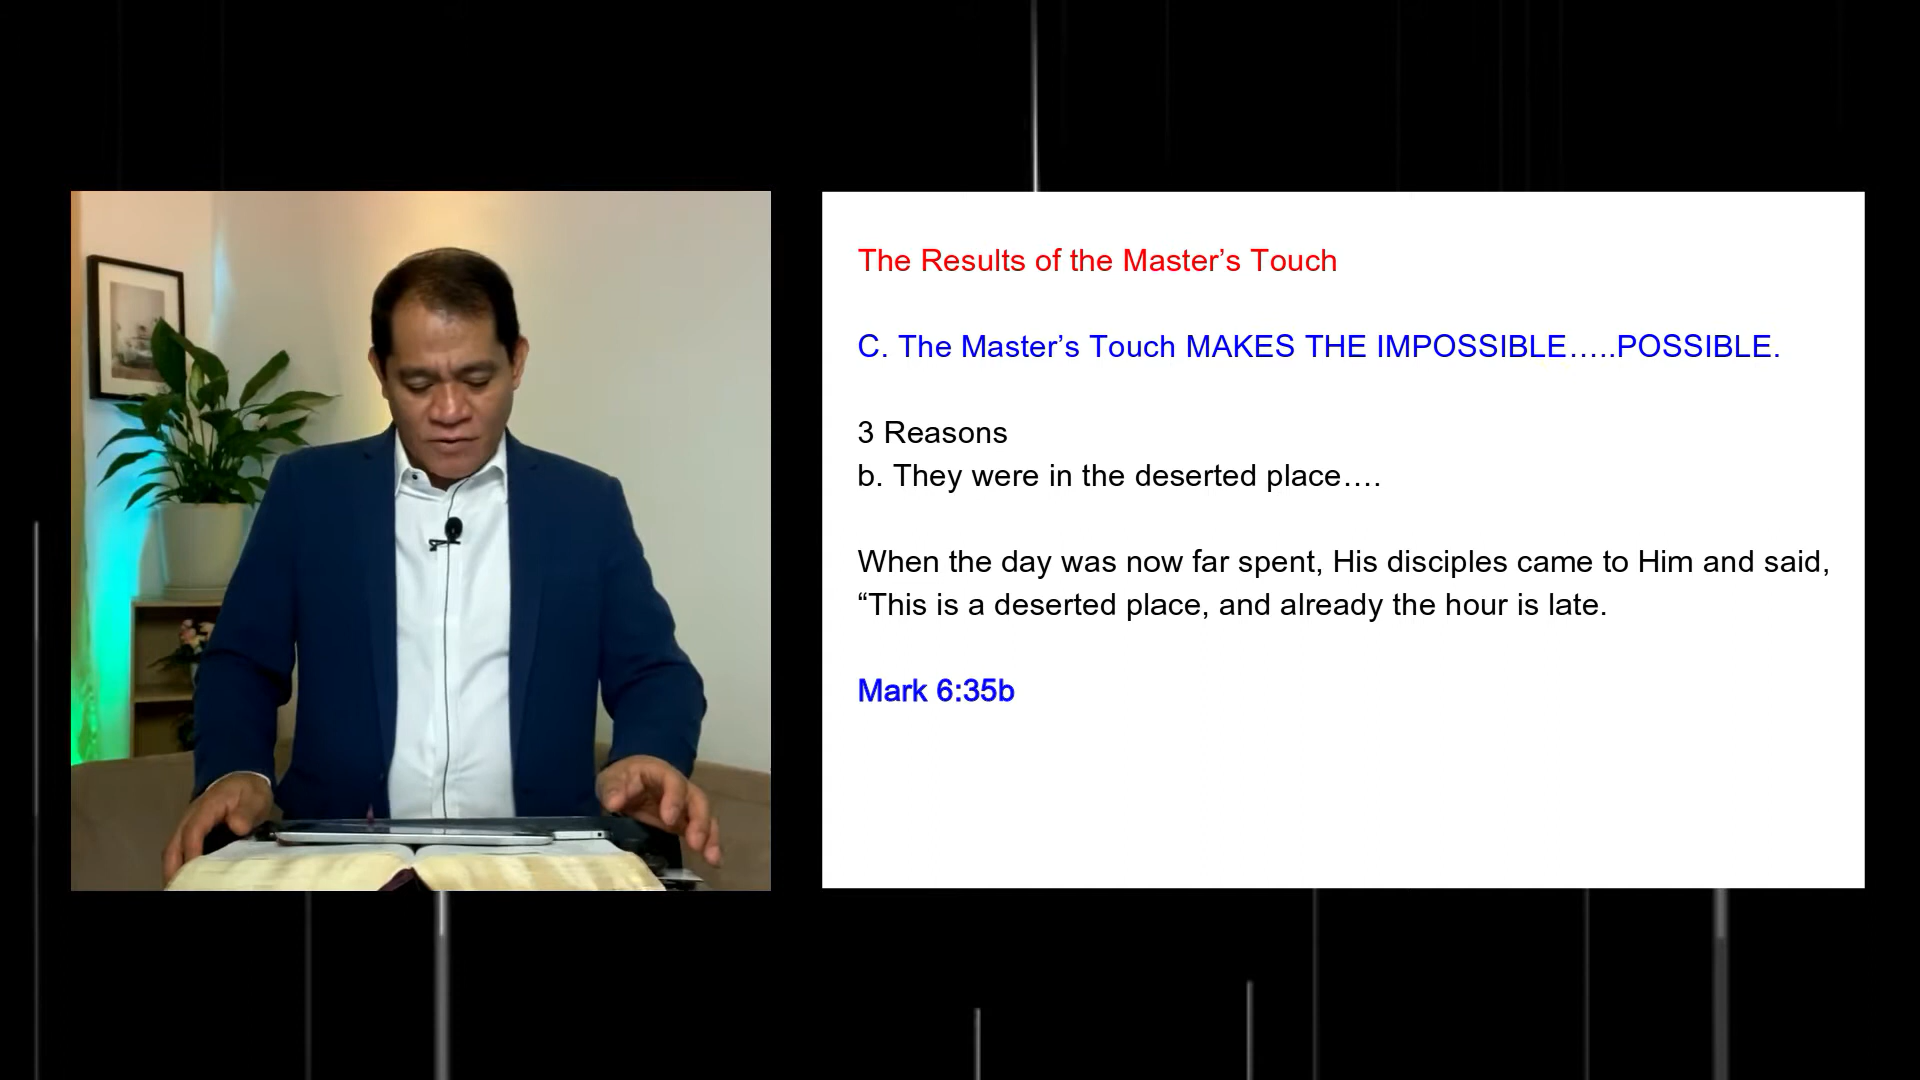 The Results of the Master’s Touch
C. The Master’s Touch MAKES THE IMPOSSIBLE…..POSSIBLE.
3 Reasons
b. They were in the deserted place….
When the day was now far spent, His disciples came to Him and said,
“This is a deserted place, and already the hour is late.
Mark 6:35b